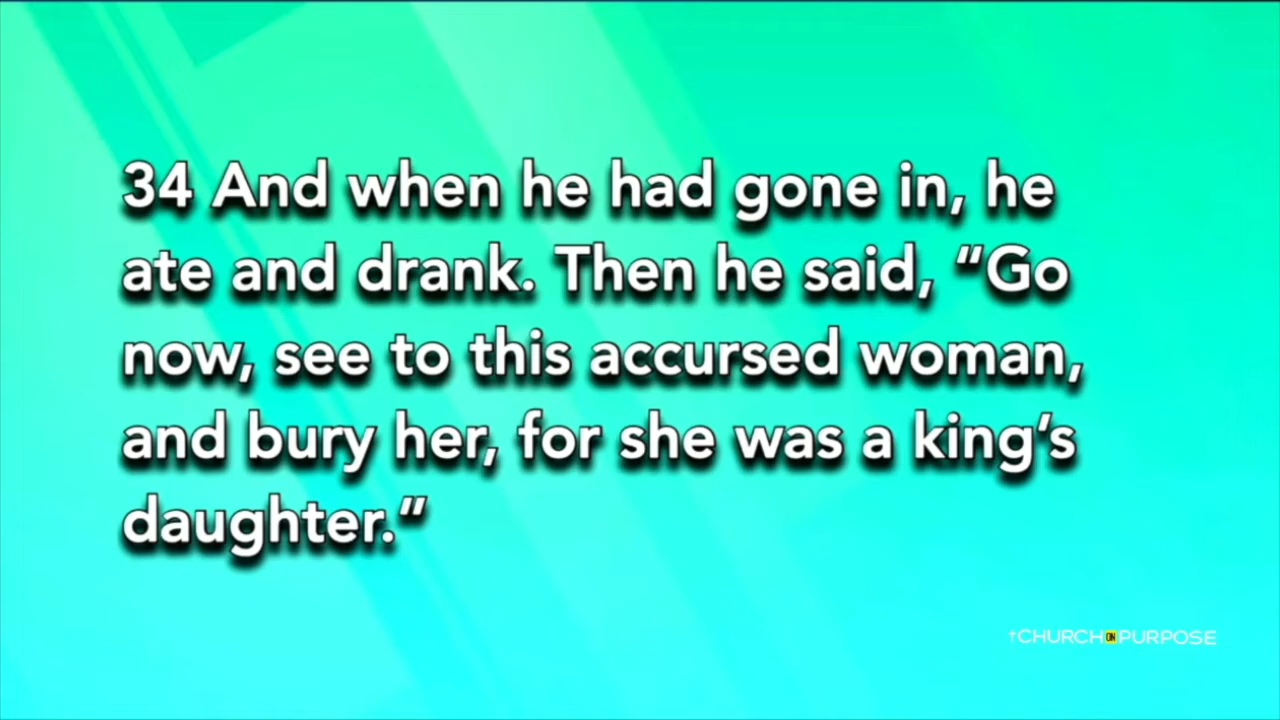 34 And when he had gone in, he
ate and drank. Then he said, “Go
now, see to this accursed woman,
and bury her, for she was a king’s
daughter.”
†CHURCH ON PURPOSE